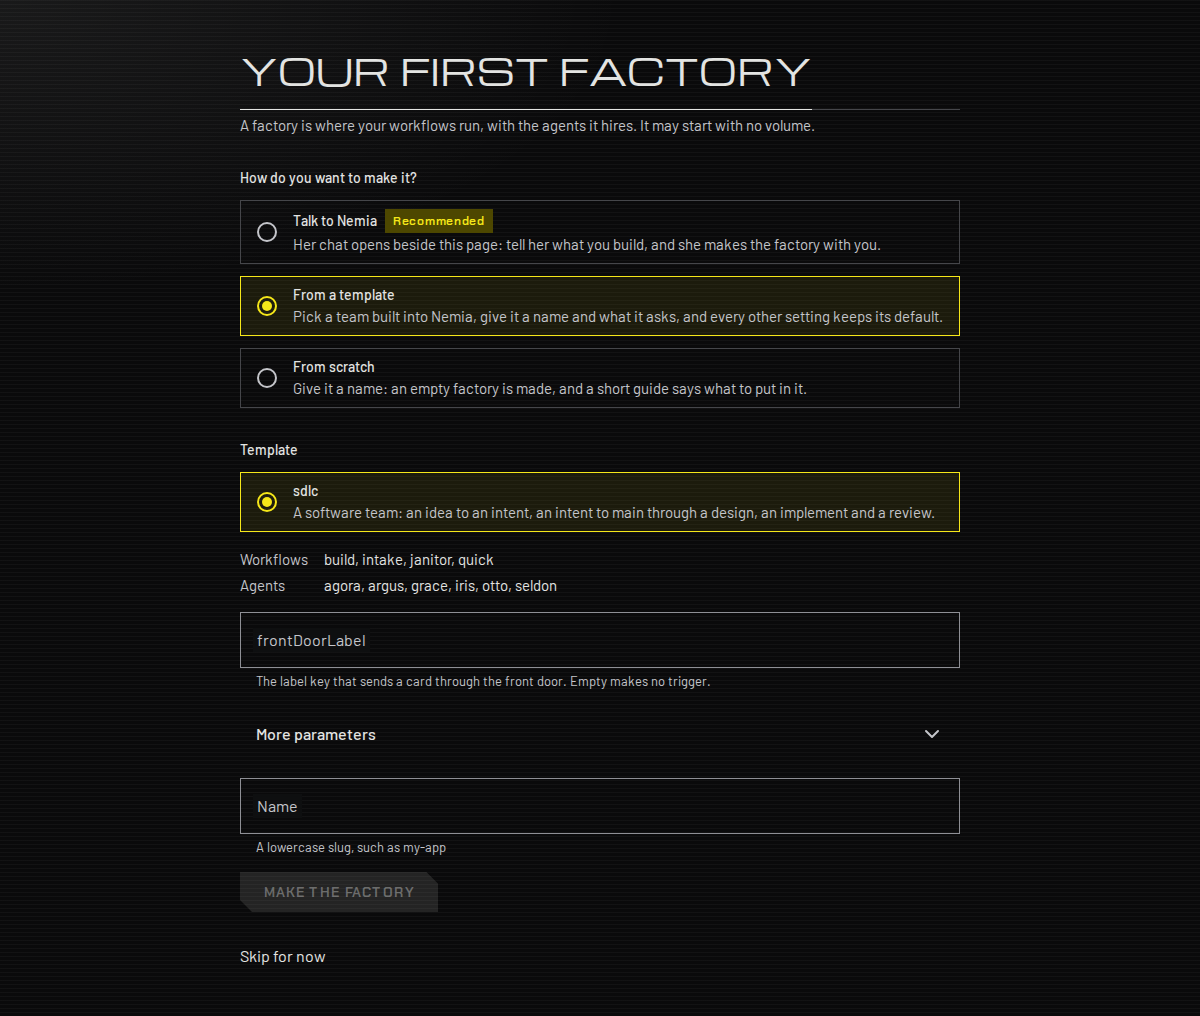 YOUR FIRST FACTORY
A factory is where your workflows run, with the agents it hires. It may start with no volume.
How do you want to make it?
Talk to Nemia Recommended
Her chat opens beside this page: tell her what you build, and she makes the factory with you.
From a template
Pick a team built into Nemia, give it a name and what it asks, and every other setting keeps its default.
From scratch
Give it a name: an empty factory is made, and a short guide says what to put in it.
Template
sdlc
A software team: an idea to an intent, an intent to main through a design, an implement and a review.
Workflows build, intake, janitor, quick
Agents agora, argus, grace, iris, otto, seldon
frontDoorLabel
The label key that sends a card through the front door. Empty makes no trigger.
More parameters
Name
A lowercase slug, such as my-app
MAKE THE FACTORY
Skip for now